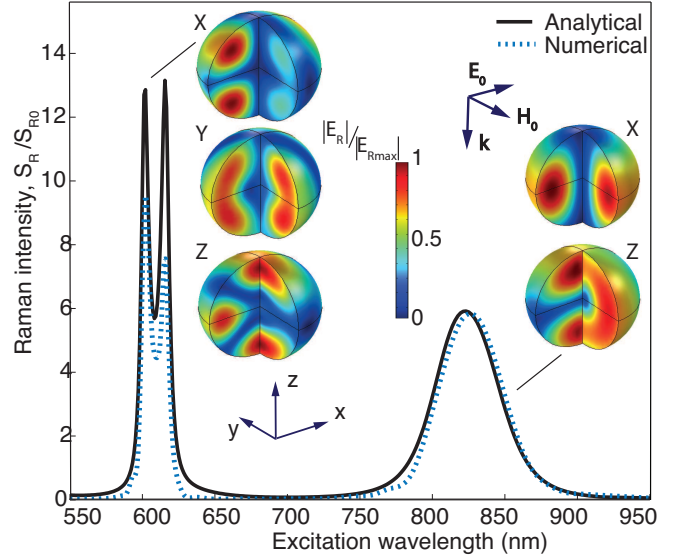 Raman intensity, S_R /S_R0
14
12
10
8
6
4
2
0
550
600
650
700
750
800
850
900
950
Excitation wavelength (nm)
Analytical
Numerical
X
Y
Z
|E_R|/|E_Rmax|
1
0.5
0
E_0
H_0
k
X
Z
z
y
x